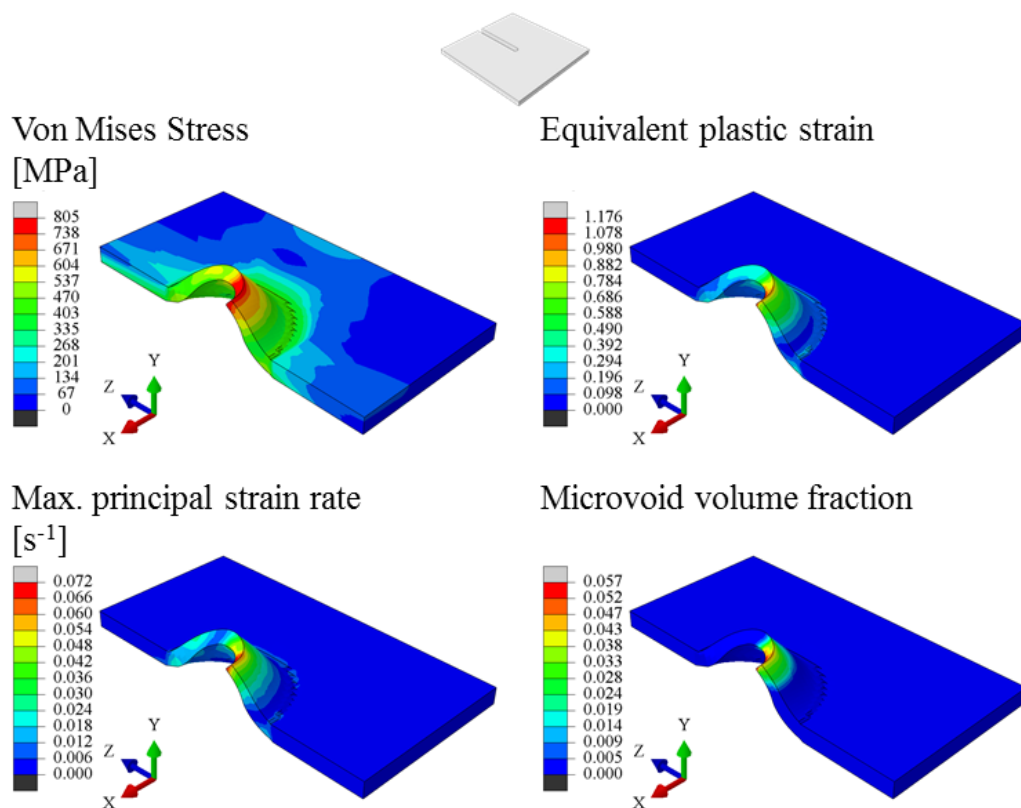 Von Mises Stress
[MPa]
805
738
671
604
537
470
403
335
268
201
134
67
0
Y
Z
X
Equivalent plastic strain
1.176
1.078
0.980
0.882
0.784
0.686
0.588
0.490
0.392
0.294
0.196
0.098
0.000
Y
Z
X
Max. principal strain rate
[s-1]
0.072
0.066
0.060
0.054
0.048
0.042
0.036
0.030
0.024
0.018
0.012
0.006
0.000
Y
Z
X
Microvoid volume fraction
0.057
0.052
0.047
0.043
0.038
0.033
0.028
0.024
0.019
0.014
0.009
0.005
0.000
Y
Z
X